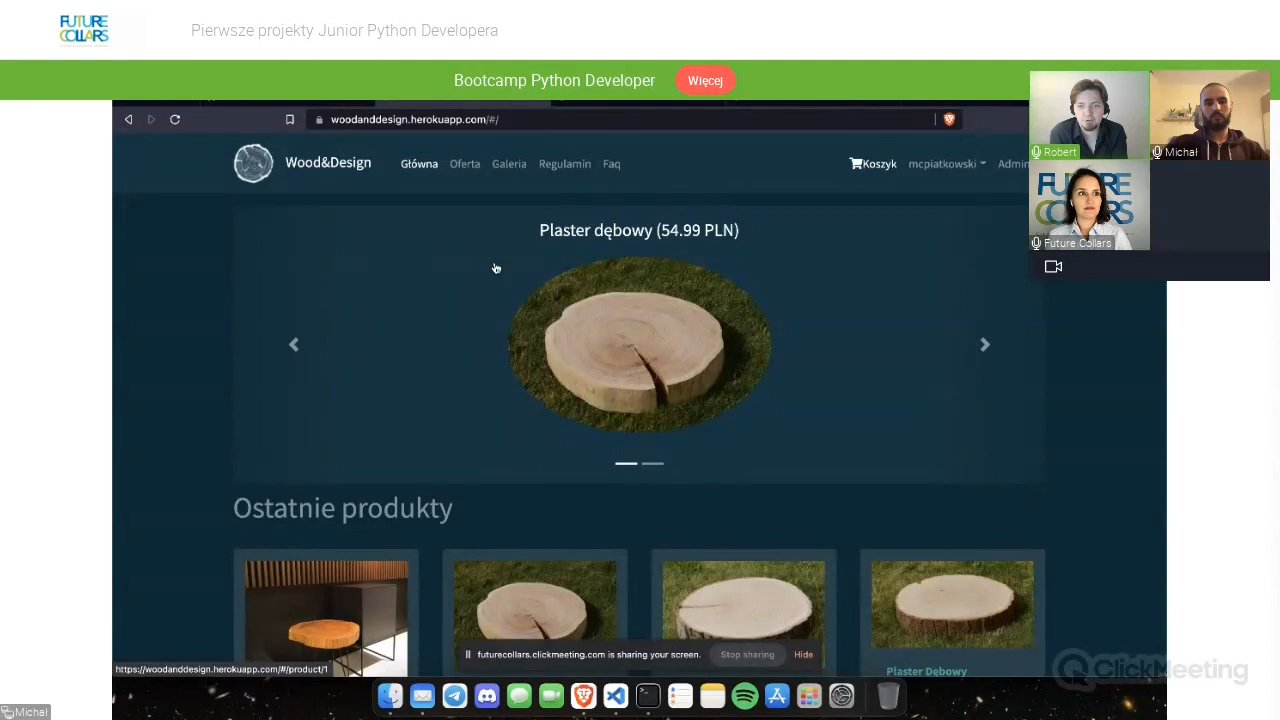 FUTURE COLLARS
Pierwsze projekty Junior Python Developera
Bootcamp Python Developer
Więcej
woodanddesign.herokuapp.com/#/
Wood&Design
Główna
Oferta
Galeria
Regulamin
Faq
Koszyk
mcpiatkowski
Admin
Robert
Michał
FUTURE COLLARS
Future Collars
Plaster dębowy (54.99 PLN)
Ostatnie produkty
Plaster Dębowy
futurecollars.clickmeeting.com is sharing your screen.
Stop sharing
Hide
https://woodanddesign.herokuapp.com/#/product/1
ClickMeeting
Michał